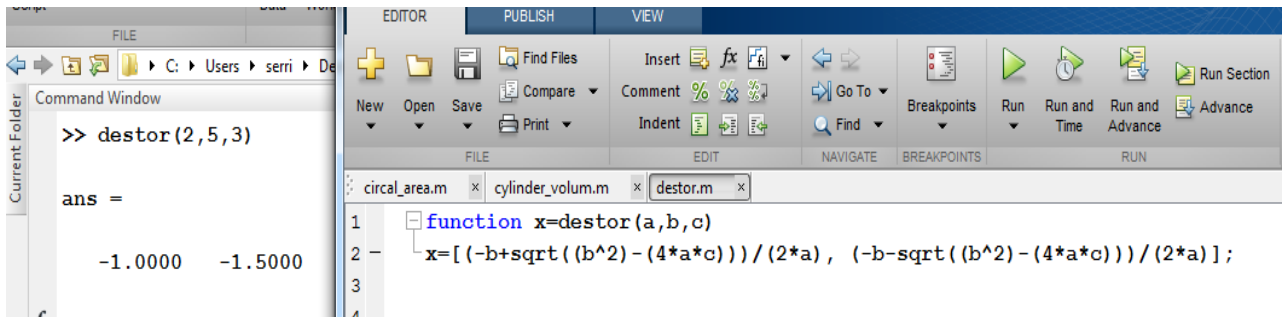 EDITOR PUBLISH VIEW
FILE
C: Users serri
Current Folder
Command Window
>> destor(2,5,3)
ans =
-1.0000 -1.5000
New Open Save
Find Files
Compare
Print
FILE
Insert fx
Comment
Indent
EDIT
Go To
Find
NAVIGATE
Breakpoints
BREAKPOINTS
Run
Run and Time
Run and Advance
Run Section
Advance
RUN
circal_area.m × cylinder_volum.m × destor.m ×
1 function x=destor(a,b,c)
2 x=[(-b+sqrt((b^2)-(4*a*c)))/(2*a), (-b-sqrt((b^2)-(4*a*c)))/(2*a)];
3